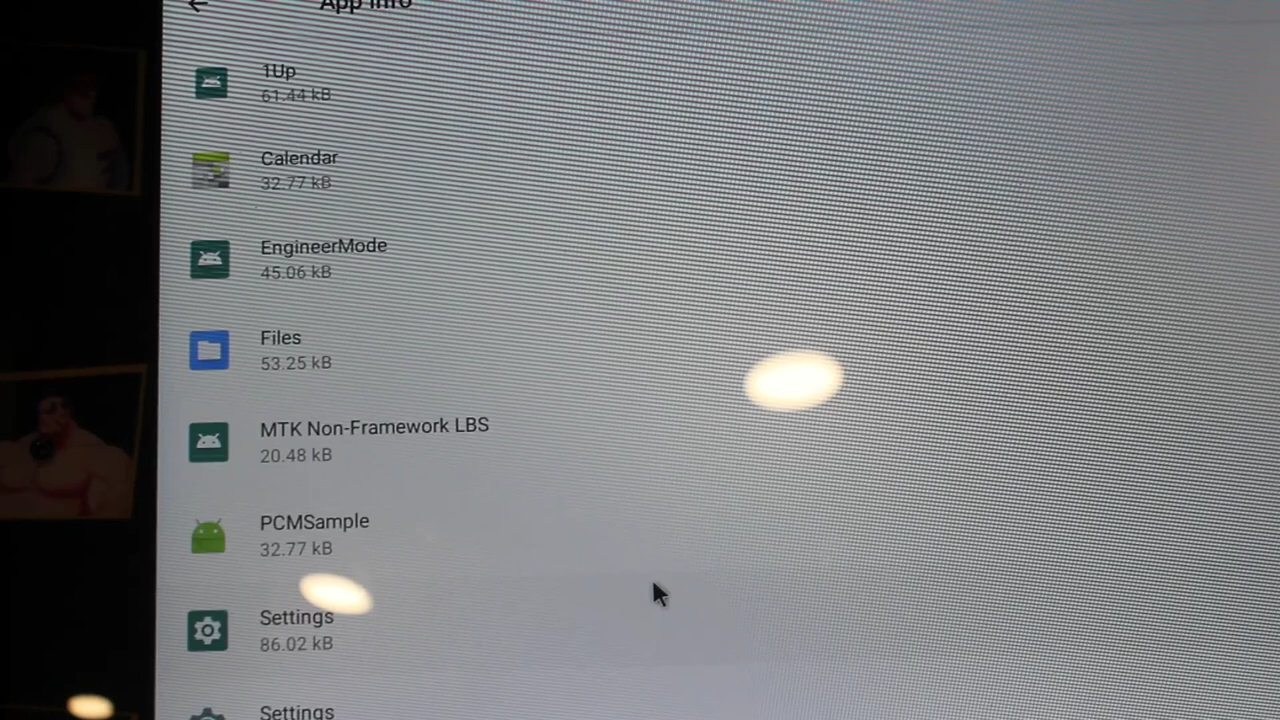 App info
1Up
61.44 kB
Calendar
32.77 kB
EngineerMode
45.06 kB
Files
53.25 kB
MTK Non-Framework LBS
20.48 kB
PCMSample
32.77 kB
Settings
86.02 kB
Settings